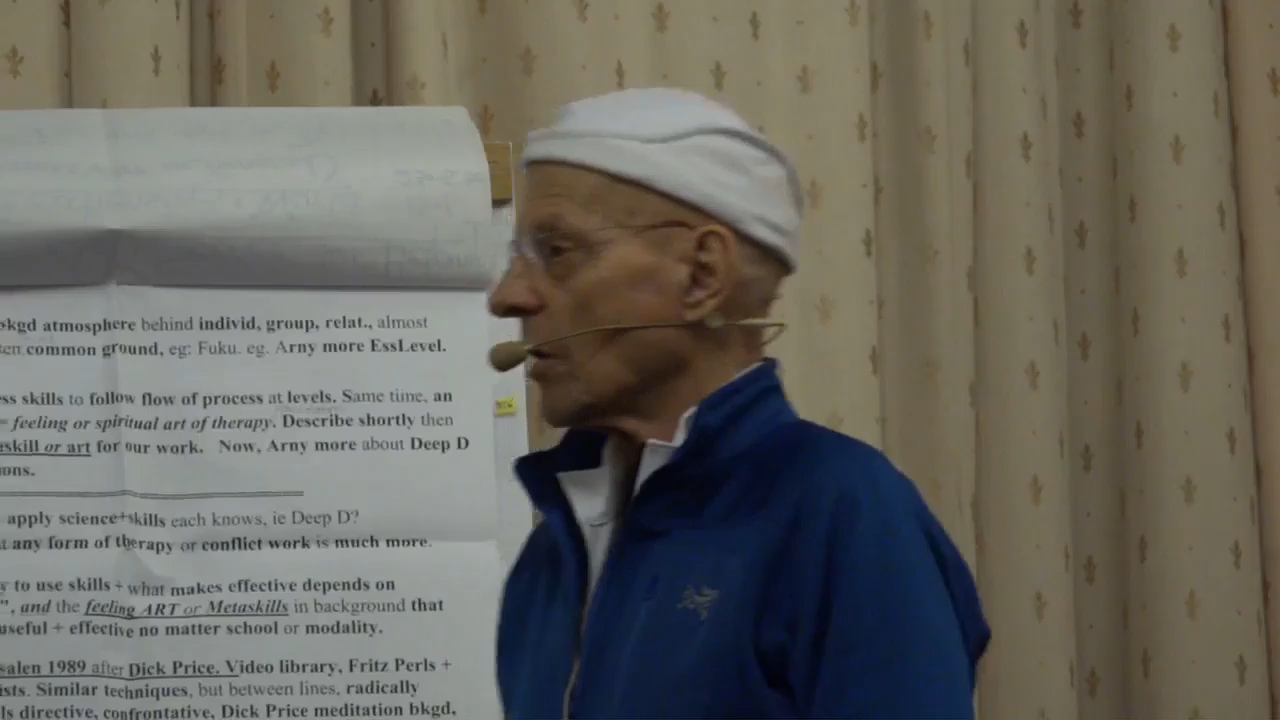 bkgd atmosphere behind individ, group, relat., almost
ten common ground, eg: Fuku. eg. Arny more EssLevel.
ss skills to follow flow of process at levels. Same time, an
= feeling or spiritual art of therapy. Describe shortly then
skill or art for our work. Now, Arny more about Deep D
ons.
apply science+skills each knows, ie Deep D?
t any form of therapy or conflict work is much more.
to use skills + what makes effective depends on
", and the feeling ART or Metaskills in background that
useful + effective no matter school or modality.
salen 1989 after Dick Price. Video library, Fritz Perls +
ists. Similar techniques, but between lines, radically
ls directive, confrontative, Dick Price meditation bkgd,